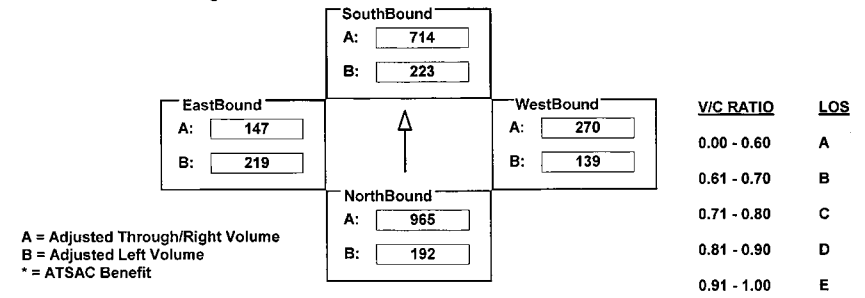 SouthBound
A: 714
B: 223
EastBound
A: 147
B: 219
WestBound
A: 270
B: 139
NorthBound
A: 965
B: 192
A = Adjusted Through/Right Volume
B = Adjusted Left Volume
* = ATSAC Benefit
V/C RATIO LOS
0.00 - 0.60 A
0.61 - 0.70 B
0.71 - 0.80 C
0.81 - 0.90 D
0.91 - 1.00 E